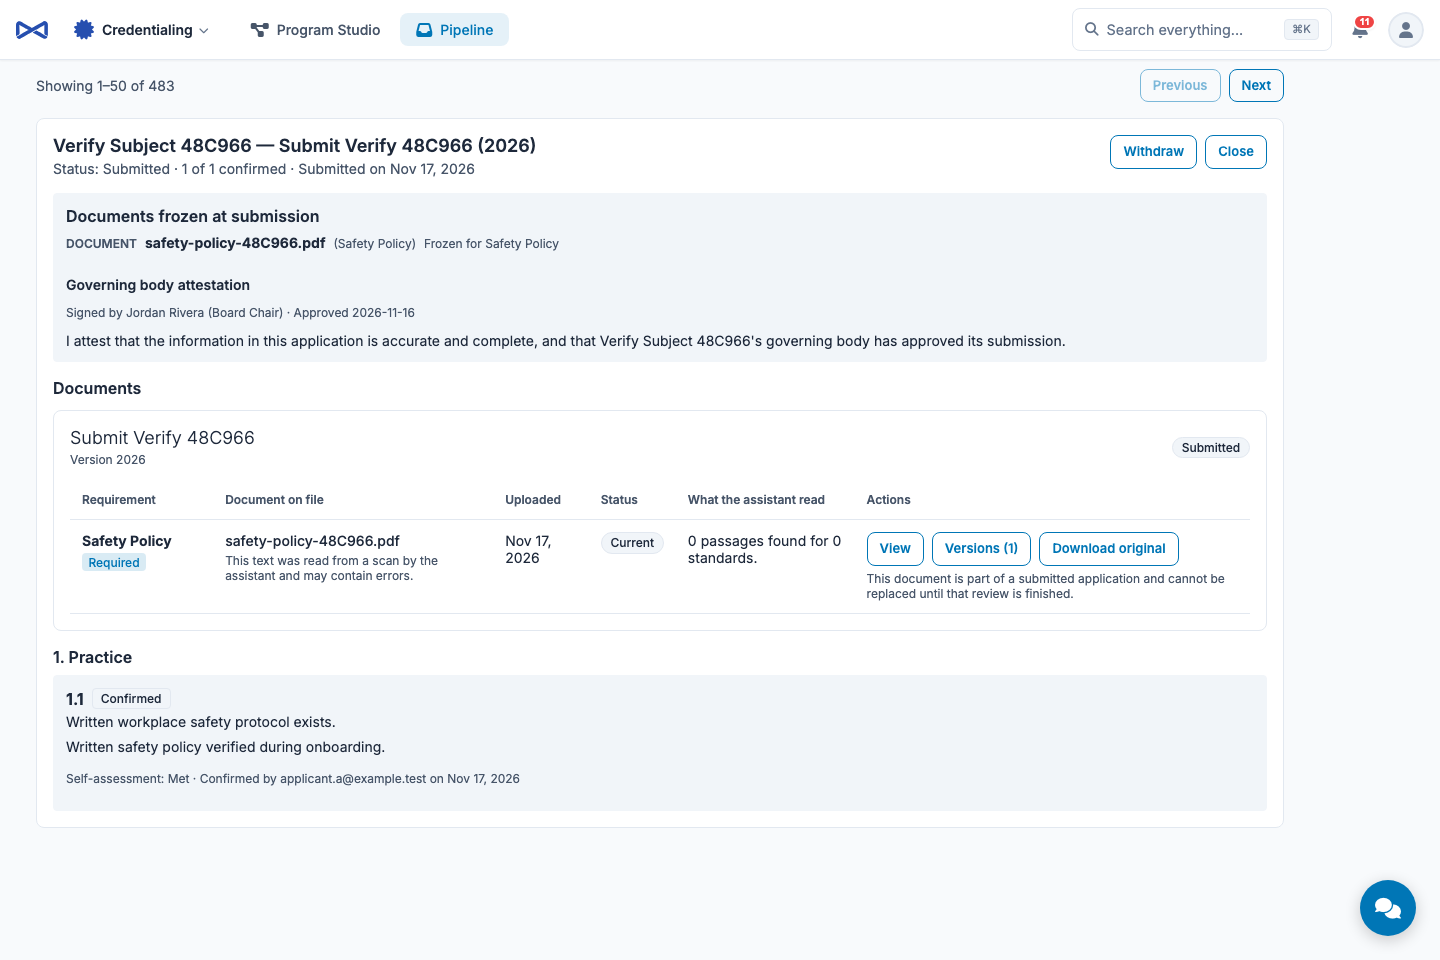 Credentialing
Program Studio
Pipeline
Search everything...
⌘K
11
Showing 1–50 of 483
Previous
Next
Verify Subject 48C966 — Submit Verify 48C966 (2026)
Status: Submitted · 1 of 1 confirmed · Submitted on Nov 17, 2026
Withdraw
Close
Documents frozen at submission
DOCUMENT safety-policy-48C966.pdf (Safety Policy) Frozen for Safety Policy
Governing body attestation
Signed by Jordan Rivera (Board Chair) · Approved 2026-11-16
I attest that the information in this application is accurate and complete, and that Verify Subject 48C966's governing body has approved its submission.
Documents
Submit Verify 48C966
Version 2026
Submitted
Requirement
Document on file
Uploaded
Status
What the assistant read
Actions
Safety Policy
Required
safety-policy-48C966.pdf
This text was read from a scan by the
assistant and may contain errors.
Nov 17,
2026
Current
0 passages found for 0
standards.
View
Versions (1)
Download original
This document is part of a submitted application and cannot be
replaced until that review is finished.
1. Practice
1.1 Confirmed
Written workplace safety protocol exists.
Written safety policy verified during onboarding.
Self-assessment: Met · Confirmed by applicant.a@example.test on Nov 17, 2026